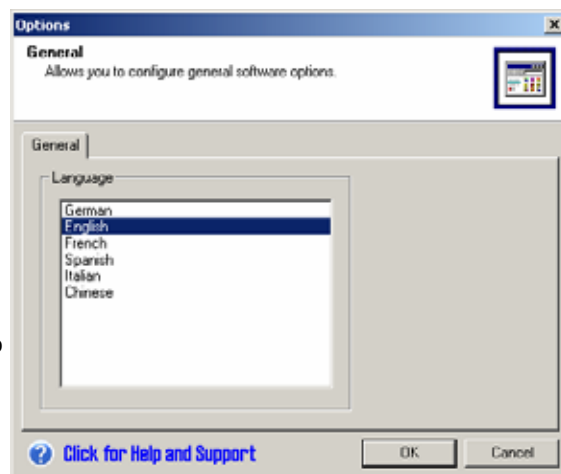 Options
General
Allows you to configure general software options.
General
Language
German
English
French
Spanish
Italian
Chinese
Click for Help and Support
OK
Cancel